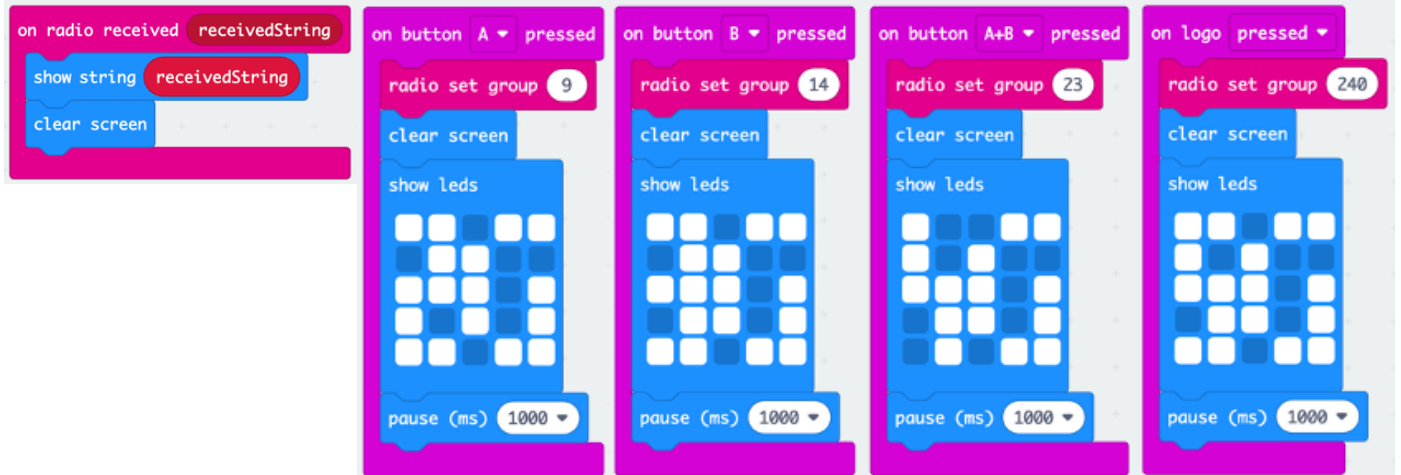 on radio received receivedString
show string receivedString
clear screen
on button A pressed
radio set group 9
clear screen
show leds
pause (ms) 1000
on button B pressed
radio set group 14
clear screen
show leds
pause (ms) 1000
on button A+B pressed
radio set group 23
clear screen
show leds
pause (ms) 1000
on logo pressed
radio set group 240
clear screen
show leds
pause (ms) 1000